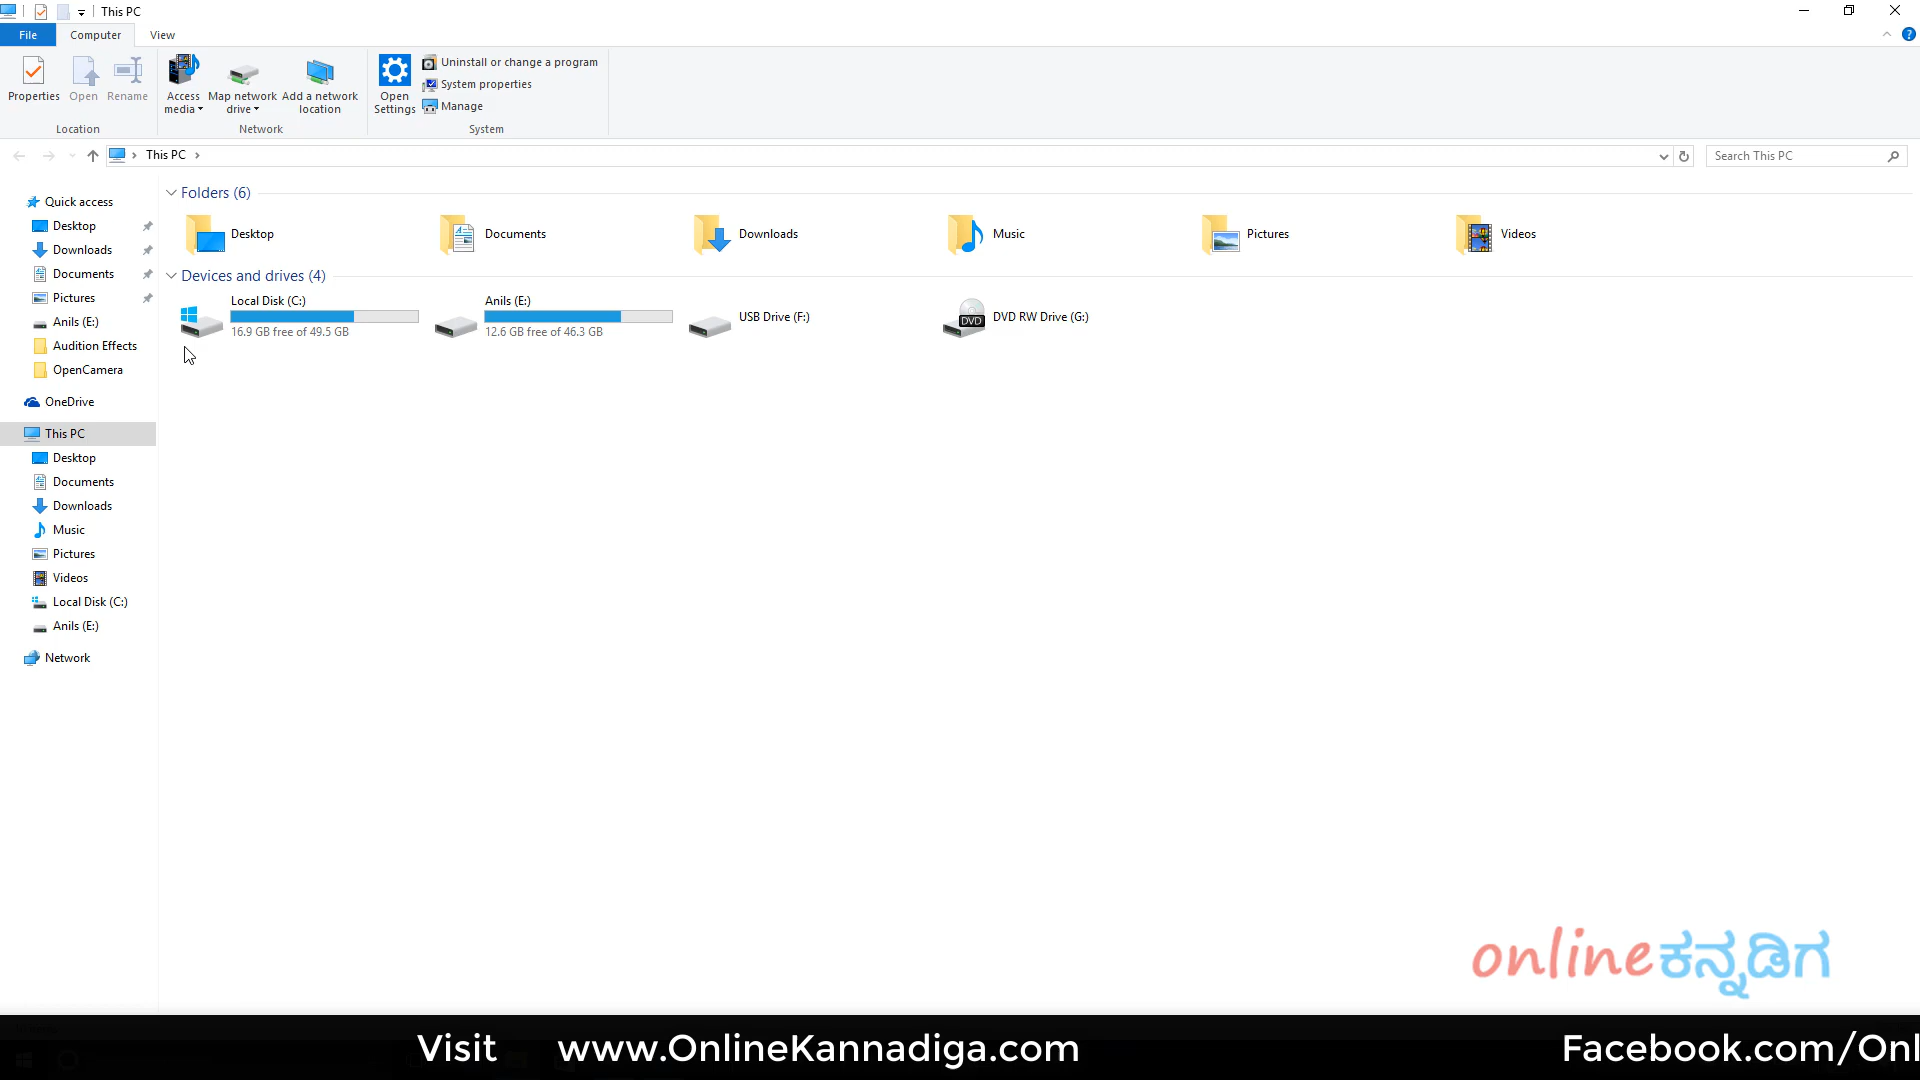 This PC
File Computer View
Properties Open Rename
Access media Map network drive Add a network location
Open Settings
Uninstall or change a program
System properties
Manage
Location Network System
This PC
Search This PC
Quick access
Desktop
Downloads
Documents
Pictures
Anils (E:)
Audition Effects
OpenCamera
OneDrive
This PC
Desktop
Documents
Downloads
Music
Pictures
Videos
Local Disk (C:)
Anils (E:)
Network
Folders (6)
Desktop Documents Downloads Music Pictures Videos
Devices and drives (4)
Local Disk (C:)
16.9 GB free of 49.5 GB
Anils (E:)
12.6 GB free of 46.3 GB
USB Drive (F:)
DVD RW Drive (G:)
DVD
onlineಕನ್ನಡಿಗ
Visit www.OnlineKannadiga.com Facebook.com/Onl